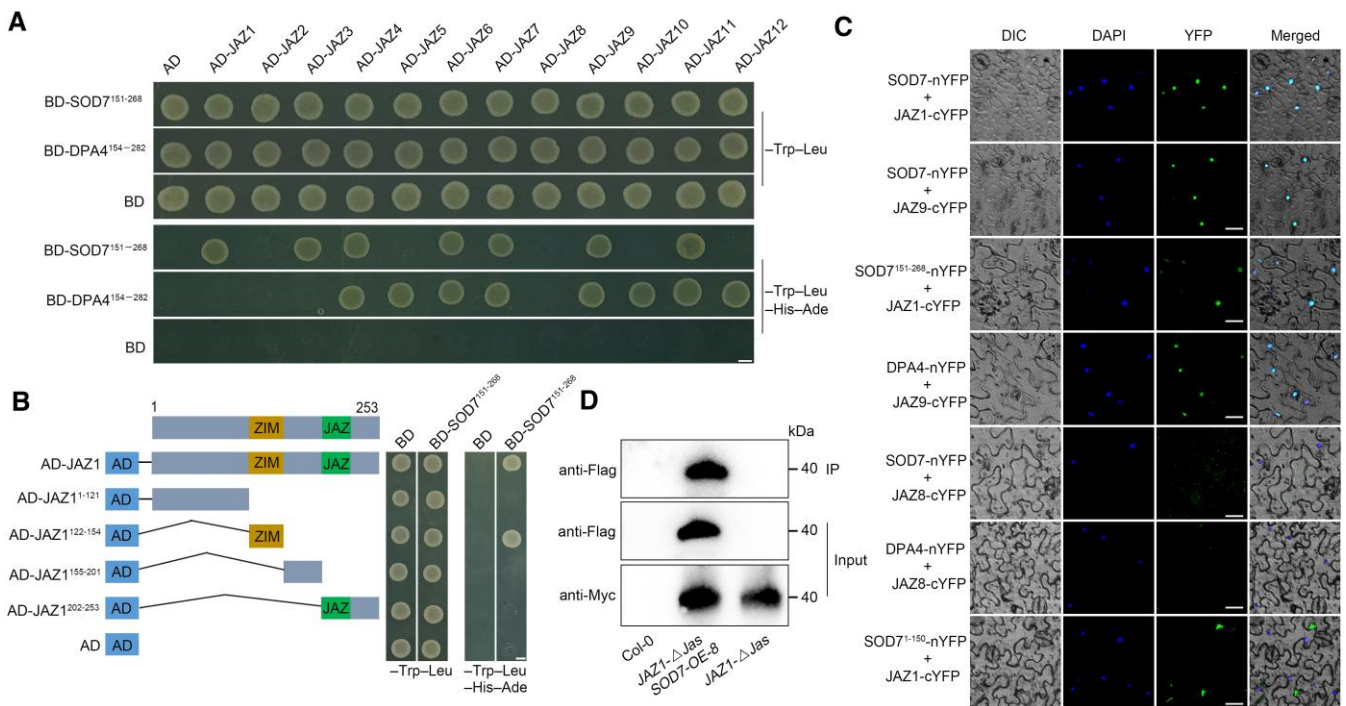 A
AD
AD-JAZ1
AD-JAZ2
AD-JAZ3
AD-JAZ4
AD-JAZ5
AD-JAZ6
AD-JAZ7
AD-JAZ8
AD-JAZ9
AD-JAZ10
AD-JAZ11
AD-JAZ12
BD-SOD7151-268
BD-DPA4154–282
–Trp–Leu
BD
BD-SOD7151–268
BD-DPA4154–282
–Trp–Leu
–His–Ade
BD
B
1
253
ZIM
JAZ
BD
BD-SOD7151-268
BD
BD-SOD7151-268
AD-JAZ1
AD
ZIM
JAZ
AD-JAZ11-121
AD
AD-JAZ1122-154
AD
ZIM
AD-JAZ1155-201
AD
AD-JAZ1202-253
AD
JAZ
AD
AD
–Trp–Leu
–Trp–Leu
–His–Ade
C
DIC
DAPI
YFP
Merged
SOD7-nYFP
+
JAZ1-cYFP
SOD7-nYFP
+
JAZ9-cYFP
SOD7151-268-nYFP
+
JAZ1-cYFP
DPA4-nYFP
+
JAZ9-cYFP
SOD7-nYFP
+
JAZ8-cYFP
DPA4-nYFP
+
JAZ8-cYFP
SOD71-150-nYFP
+
JAZ1-cYFP
D
kDa
anti-Flag
40
IP
anti-Flag
40
Input
anti-Myc
40
Col-0
JAZ1-△Jas
SOD7-OE-8
JAZ1-△Jas